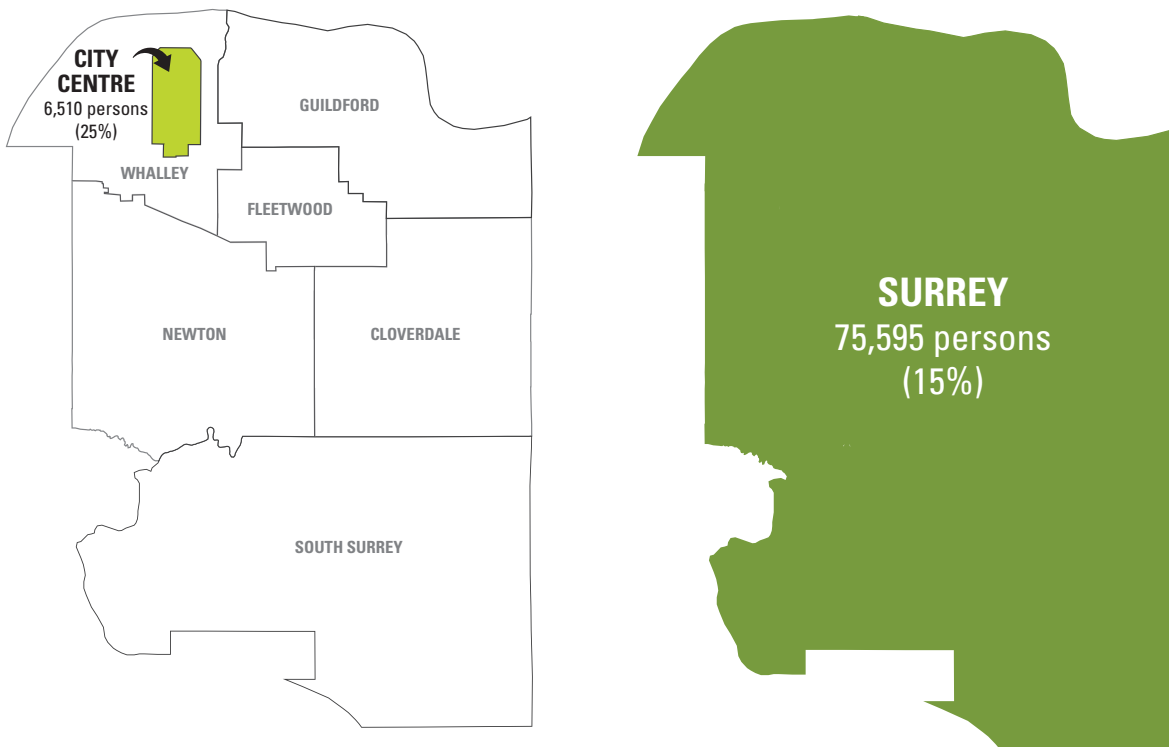 CITY
CENTRE
6,510 persons
(25%)
GUILDFORD
WHALLEY
FLEETWOOD
NEWTON
CLOVERDALE
SOUTH SURREY
SURREY
75,595 persons
(15%)